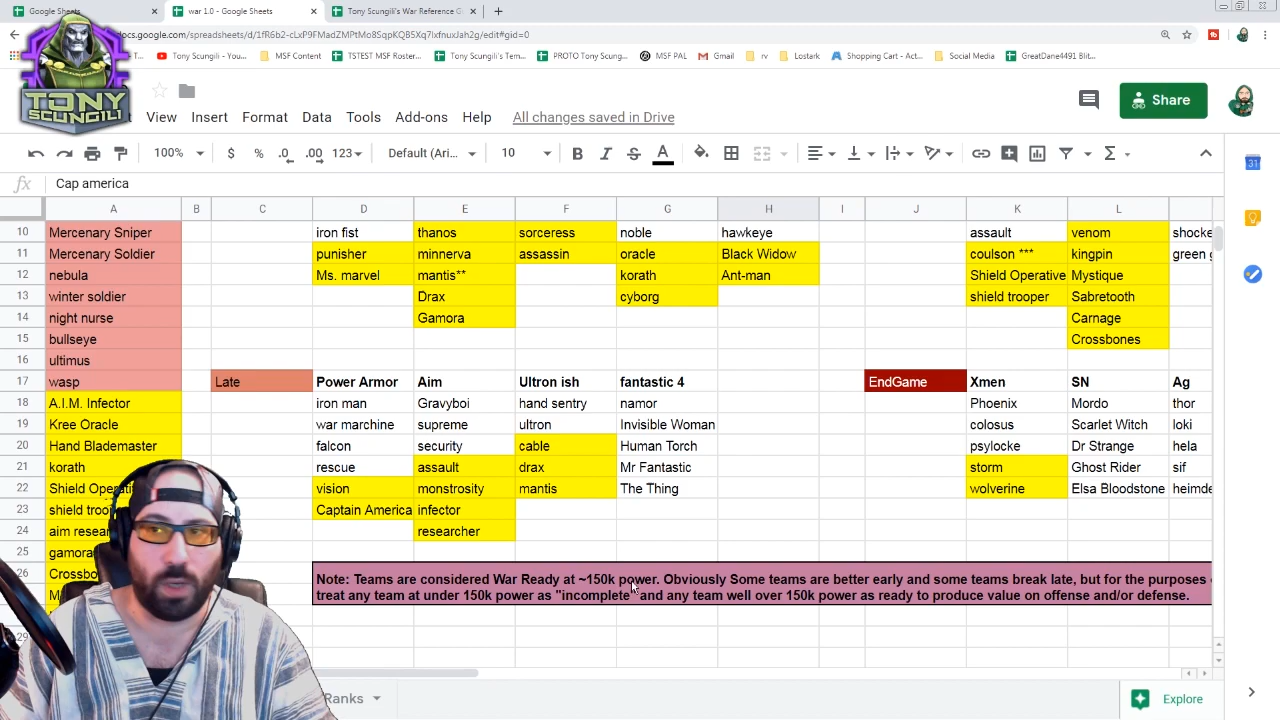 Google Sheets
war 1.0 - Google Sheets
Tony Scungili's War Reference G
docs.google.com/spreadsheets/d/1fR6b2-cLxP9FMadZMPtMo8SqpKQB5Xq7lxfnuxJah2g/edit#gid=0
Tony Scungili - You...
MSF Content
TSTEST MSF Roster...
Tony Scungili's Tem...
PROTO Tony Scung...
MSF PAL
Gmail
rv
Lostark
Shopping Cart - Act...
Social Media
GreatDane4491 Blit...
TONY
SCUNGILI
View Insert Format Data Tools Add-ons Help All changes saved in Drive
Share
100% $ % .0 .00 123 Default (Ari... 10 B I S A
fx Cap america
A B C D E F G H I J K L
10 Mercenary Sniper iron fist thanos sorceress noble hawkeye assault venom shocke
11 Mercenary Soldier punisher minnerva assassin oracle Black Widow coulson *** kingpin green g
12 nebula Ms. marvel mantis** korath Ant-man Shield Operative Mystique
13 winter soldier Drax cyborg shield trooper Sabretooth
14 night nurse Gamora Carnage
15 bullseye Crossbones
16 ultimus
17 wasp Late Power Armor Aim Ultron ish fantastic 4 EndGame Xmen SN Ag
18 A.I.M. Infector iron man Gravyboi hand sentry namor Phoenix Mordo thor
19 Kree Oracle war marchine supreme ultron Invisible Woman colosus Scarlet Witch loki
20 Hand Blademaster falcon security cable Human Torch psylocke Dr Strange hela
21 korath rescue assault drax Mr Fantastic storm Ghost Rider sif
22 Shield Opera vision monstrosity mantis The Thing wolverine Elsa Bloodstone heimde
23 shield troo Captain America infector
24 aim resear researcher
25 gamora
26 Crossbo Note: Teams are considered War Ready at ~150k power. Obviously Some teams are better early and some teams break late, but for the purposes
treat any team at under 150k power as "incomplete" and any team well over 150k power as ready to produce value on offense and/or defense.
Ranks
Explore
31